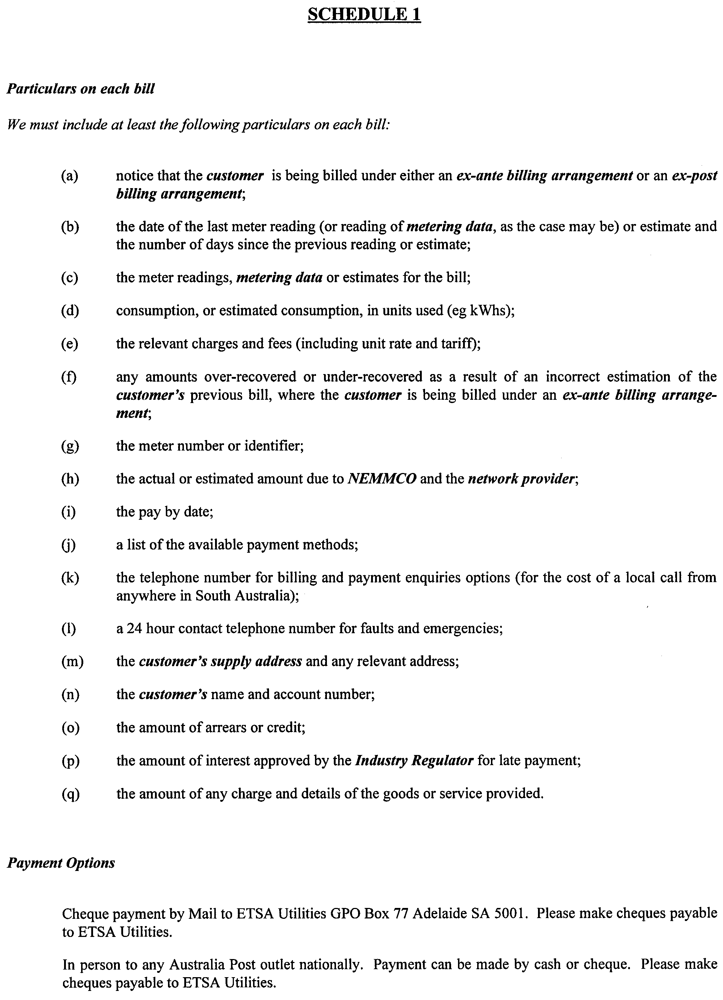 SCHEDULE 1
Particulars on each bill
We must include at least the following particulars on each bill:
(a) notice that the customer is being billed under either an ex-ante billing arrangement or an ex-post
billing arrangement;
(b) the date of the last meter reading (or reading of metering data, as the case may be) or estimate and
the number of days since the previous reading or estimate;
(c) the meter readings, metering data or estimates for the bill;
(d) consumption, or estimated consumption, in units used (eg kWhs);
(e) the relevant charges and fees (including unit rate and tariff);
(f) any amounts over-recovered or under-recovered as a result of an incorrect estimation of the
customer's previous bill, where the customer is being billed under an ex-ante billing arrange-
ment;
(g) the meter number or identifier;
(h) the actual or estimated amount due to NEMMCO and the network provider;
(i) the pay by date;
(j) a list of the available payment methods;
(k) the telephone number for billing and payment enquiries options (for the cost of a local call from
anywhere in South Australia);
(l) a 24 hour contact telephone number for faults and emergencies;
(m) the customer's supply address and any relevant address;
(n) the customer's name and account number;
(o) the amount of arrears or credit;
(p) the amount of interest approved by the Industry Regulator for late payment;
(q) the amount of any charge and details of the goods or service provided.
Payment Options
Cheque payment by Mail to ETSA Utilities GPO Box 77 Adelaide SA 5001. Please make cheques payable
to ETSA Utilities.
In person to any Australia Post outlet nationally. Payment can be made by cash or cheque. Please make
cheques payable to ETSA Utilities.